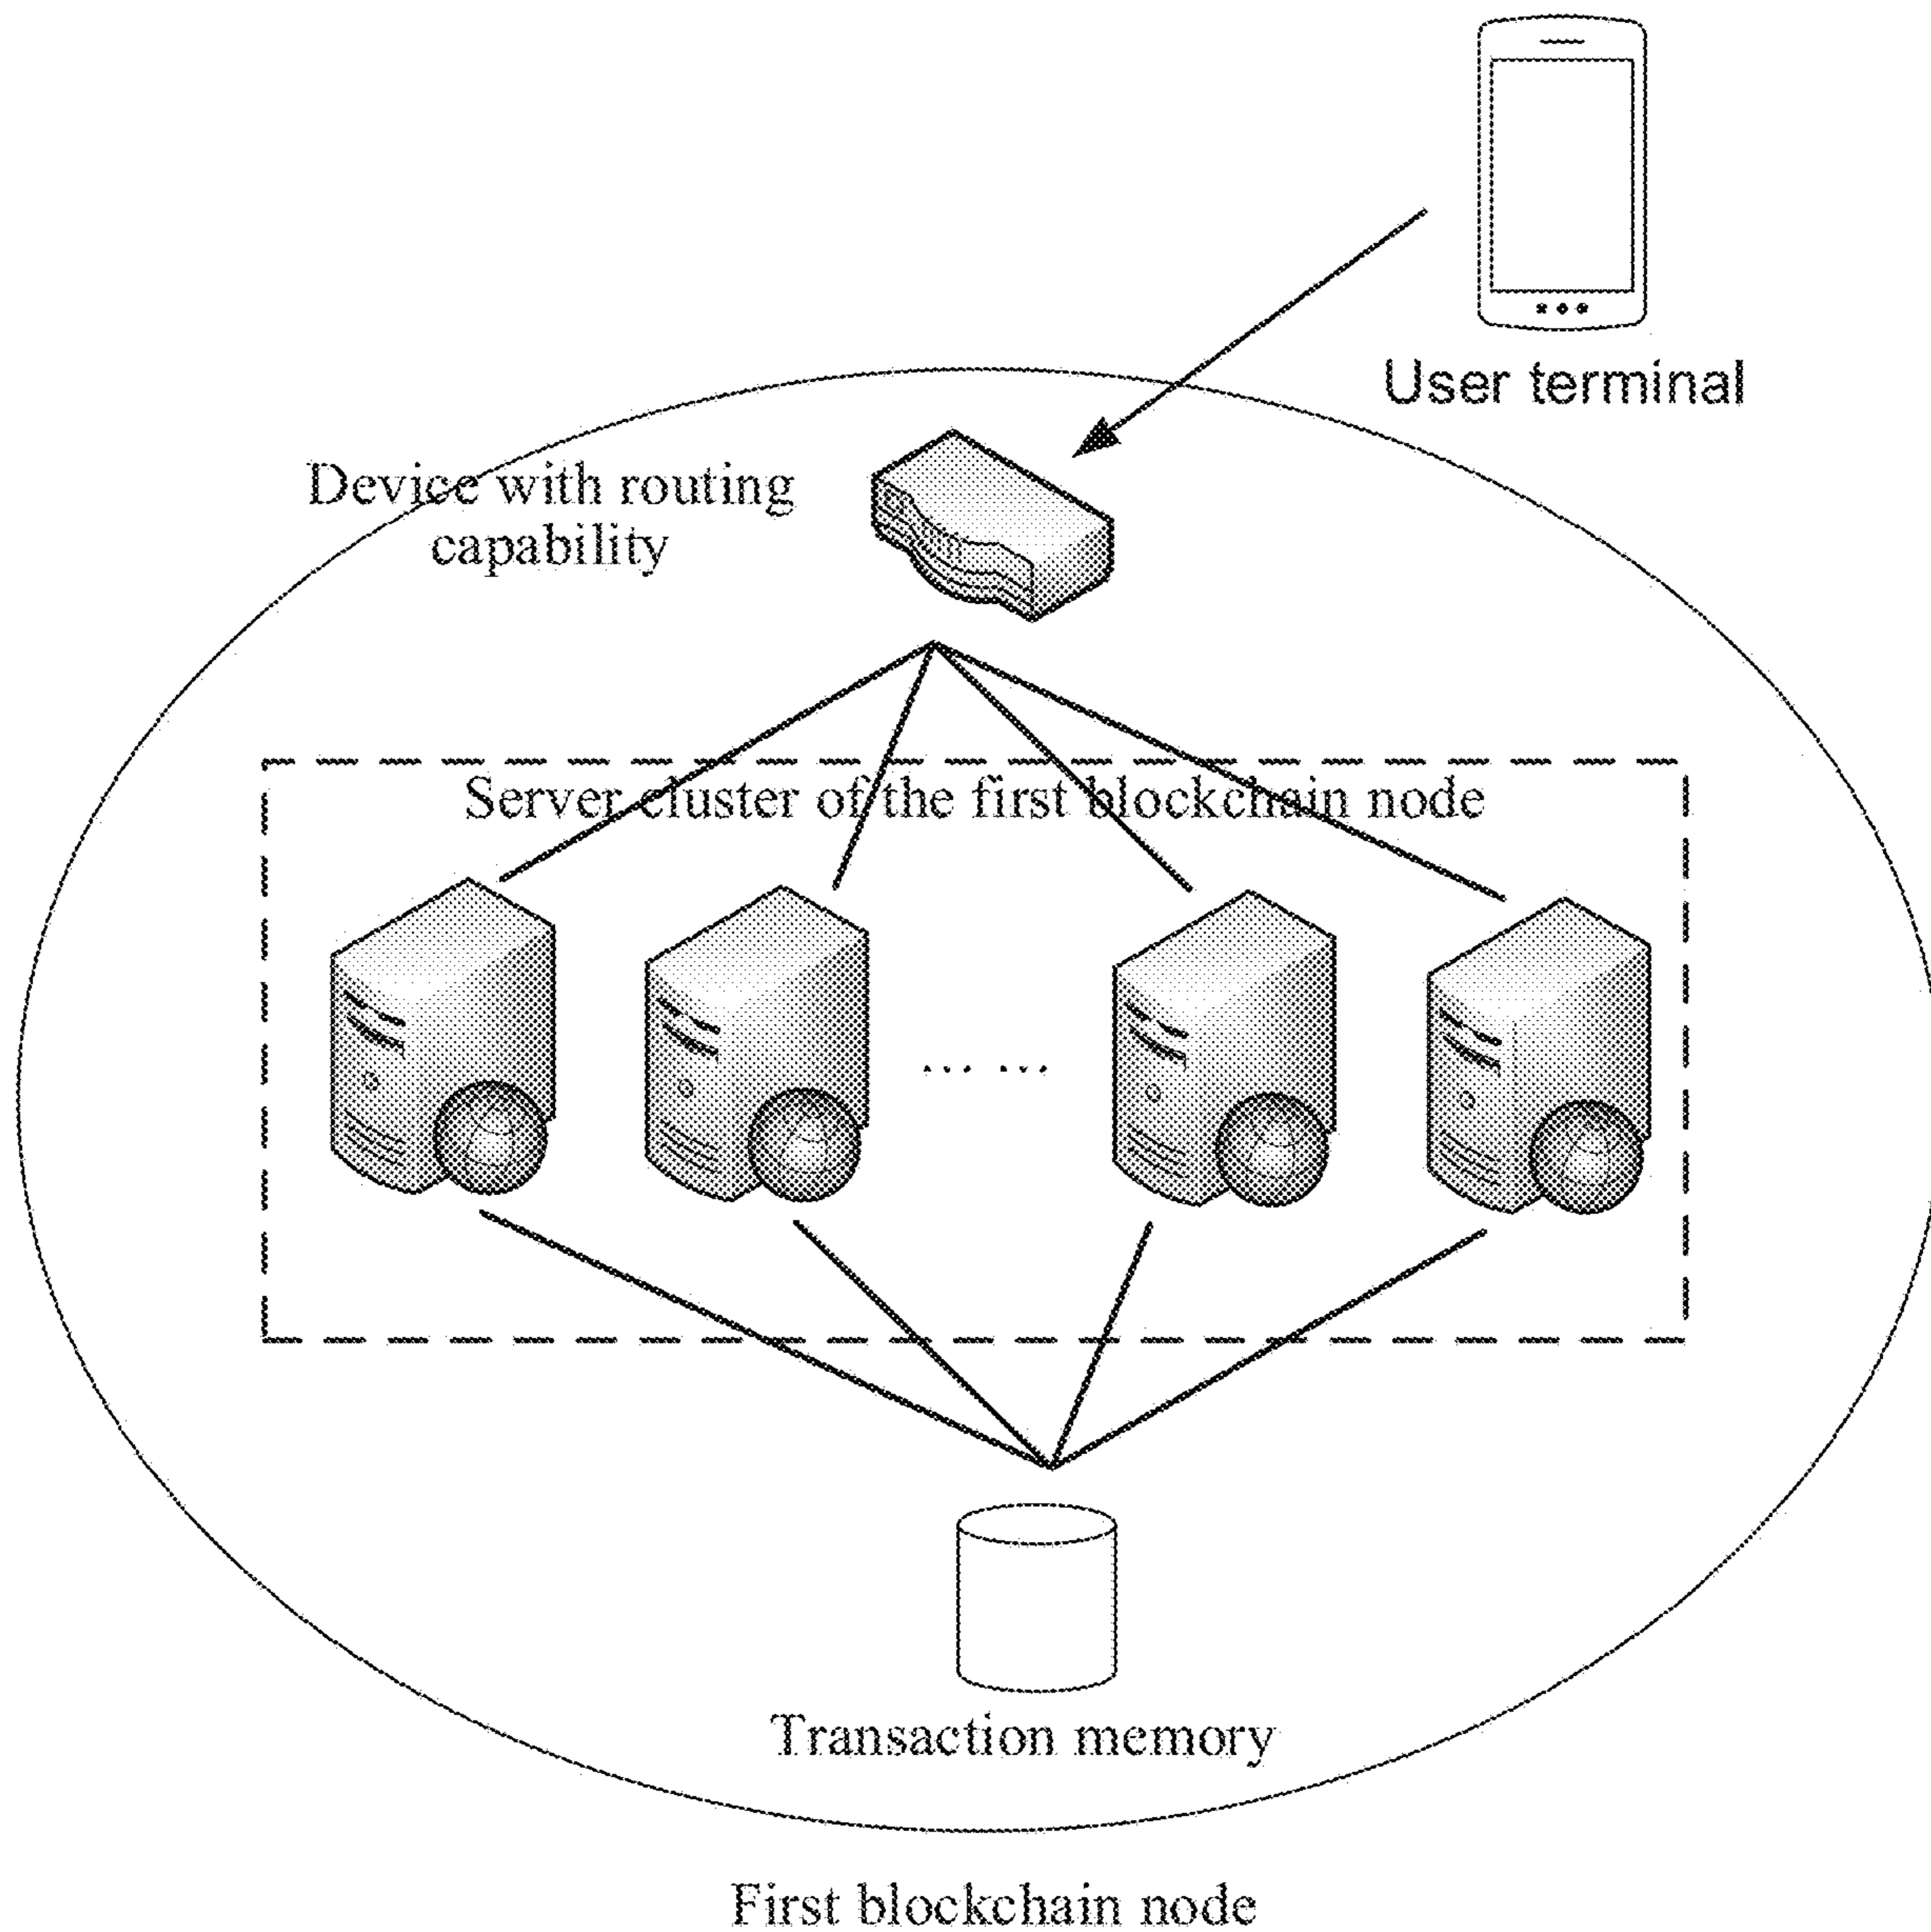 User terminal
Device with routing
capability
Server cluster of the first blockchain node
... ...
Transaction memory
First blockchain node